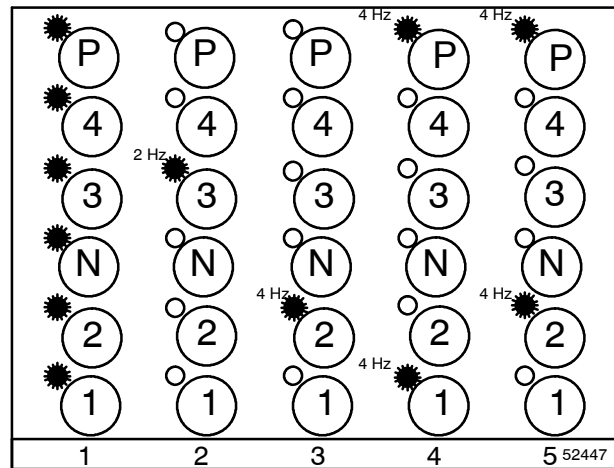 4 Hz 4 Hz
P P P P P
4 4 4 4 4
2 Hz
3 3 3 3 3
N N N N N
4 Hz 4 Hz
2 2 2 2 2
4 Hz
1 1 1 1 1
1 2 3 4 5 52447